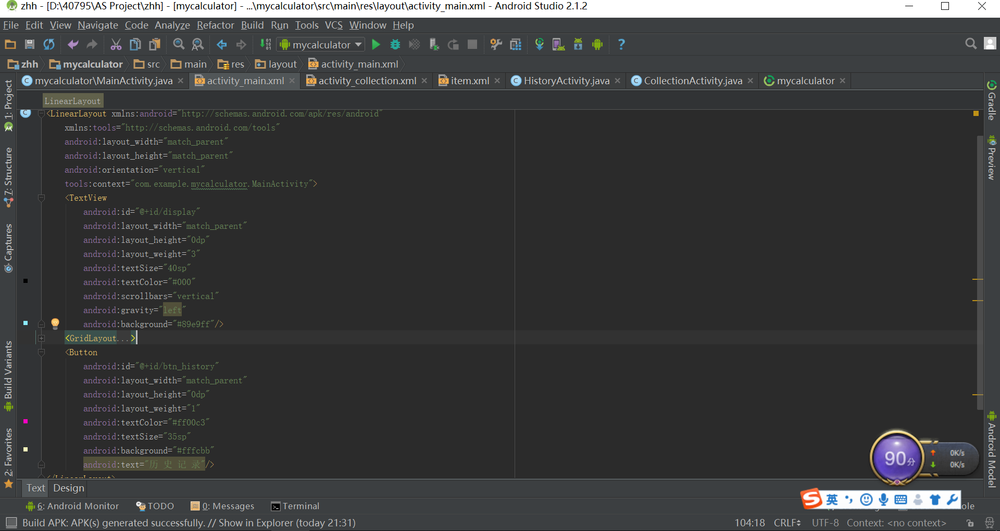 zhh - [D:\40795\AS Project\zhh] - [mycalculator] - ...\mycalculator\src\main\res\layout\activity_main.xml - Android Studio 2.1.2
File Edit View Navigate Code Analyze Refactor Build Run Tools VCS Window Help
mycalculator
zhh mycalculator src main res layout activity_main.xml
mycalculator\MainActivity.java activity_main.xml activity_collection.xml item.xml HistoryActivity.java CollectionActivity.java mycalculator
1: Project
7: Structure
Captures
Build Variants
2: Favorites
LinearLayout
<LinearLayout xmlns:android="http://schemas.android.com/apk/res/android"
xmlns:tools="http://schemas.android.com/tools"
android:layout_width="match_parent"
android:layout_height="match_parent"
android:orientation="vertical"
tools:context="com.example.mycalculator.MainActivity">
<TextView
android:id="@+id/display"
android:layout_width="match_parent"
android:layout_height="0dp"
android:layout_weight="3"
android:textSize="40sp"
android:textColor="#000"
android:scrollbars="vertical"
android:gravity="left"
android:background="#89e9ff"/>
<GridLayout...>
<Button
android:id="@+id/btn_history"
android:layout_width="match_parent"
android:layout_height="0dp"
android:layout_weight="1"
android:textColor="#ff00c3"
android:textSize="35sp"
android:background="#fffcbb"
android:text="历 史 记 录"/>
</LinearLayout>
Gradle
Preview
Android Model
90分
0K/s
0K/s
英
Text Design
6: Android Monitor TODO 0: Messages Terminal
Build APK: APK(s) generated successfully. // Show in Explorer (today 21:31)
104:18 CRLF UTF-8 Context: <no context>